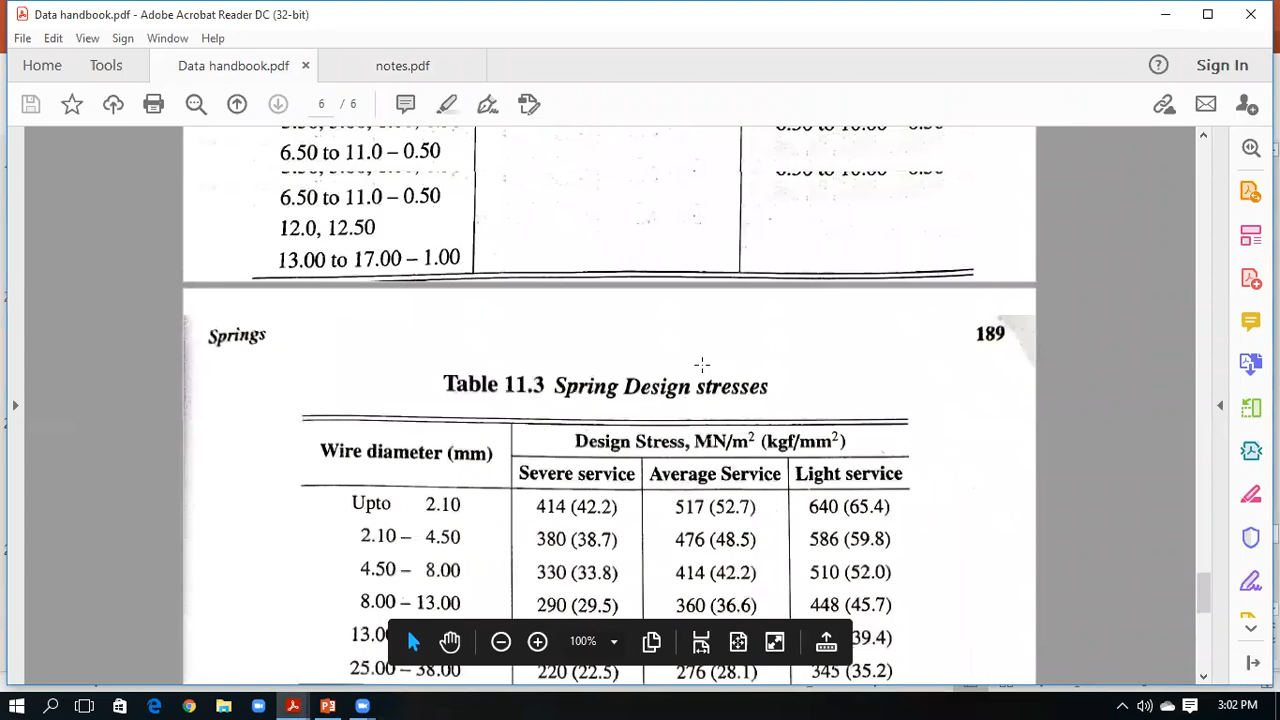 Data handbook.pdf - Adobe Acrobat Reader DC (32-bit)
File Edit View Sign Window Help
Home Tools Data handbook.pdf × notes.pdf Sign In
6 / 6
6.50 to 11.0 – 0.50
6.50 to 11.0 – 0.50
12.0, 12.50
13.00 to 17.00 – 1.00
Springs 189
Table 11.3 Spring Design stresses
Wire diameter (mm) Design Stress, MN/m² (kgf/mm²)
Severe service Average Service Light service
Upto 2.10 414 (42.2) 517 (52.7) 640 (65.4)
2.10 – 4.50 380 (38.7) 476 (48.5) 586 (59.8)
4.50 – 8.00 330 (33.8) 414 (42.2) 510 (52.0)
8.00 – 13.00 290 (29.5) 360 (36.6) 448 (45.7)
100%
25.00 – 38.00 220 (22.5) 276 (28.1) 345 (35.2)
3:02 PM